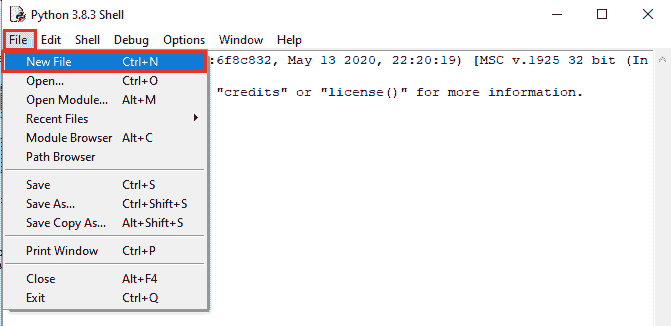 Python 3.8.3 Shell
File Edit Shell Debug Options Window Help
:6f8c832, May 13 2020, 22:20:19) [MSC v.1925 32 bit (In
"credits" or "license()" for more information.
New File Ctrl+N
Open... Ctrl+O
Open Module... Alt+M
Recent Files
Module Browser Alt+C
Path Browser
Save Ctrl+S
Save As... Ctrl+Shift+S
Save Copy As... Alt+Shift+S
Print Window Ctrl+P
Close Alt+F4
Exit Ctrl+Q